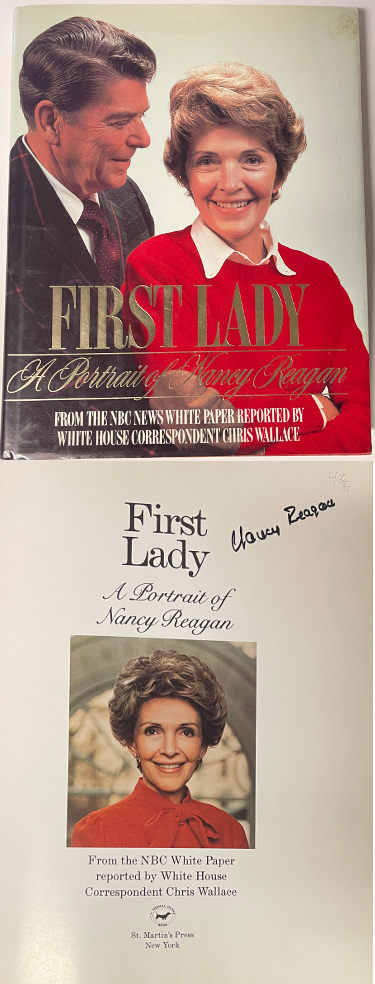 FIRST LADY
A Portrait of Nancy Reagan
FROM THE NBC NEWS WHITE PAPER REPORTED BY
WHITE HOUSE CORRESPONDENT CHRIS WALLACE
First
Lady
Nancy Reagan
A Portrait of
Nancy Reagan
From the NBC White Paper
reported by White House
Correspondent Chris Wallace
St. Martin's Press
New York